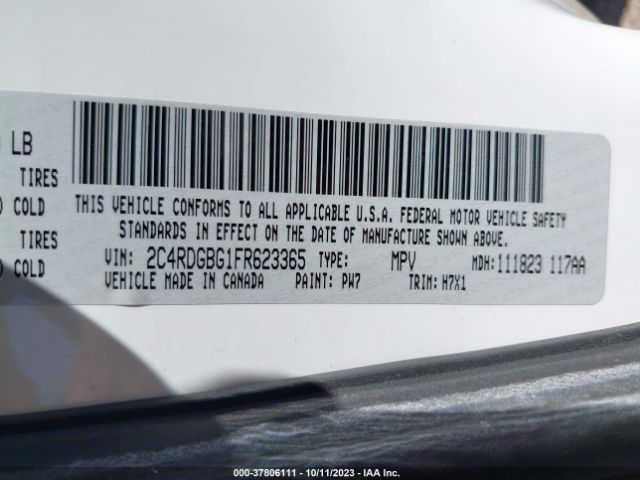 LB
TIRES
) COLD
TIRES
) COLD
THIS VEHICLE CONFORMS TO ALL APPLICABLE U.S.A. FEDERAL MOTOR VEHICLE SAFETY
STANDARDS IN EFFECT ON THE DATE OF MANUFACTURE SHOWN ABOVE.
VIN: 2C4RDGBG1FR623365 TYPE: MPV MDH: 111823 117AA
VEHICLE MADE IN CANADA PAINT: PW7 TRIM: H7X1
000-37806111 - 10/11/2023 - IAA Inc.